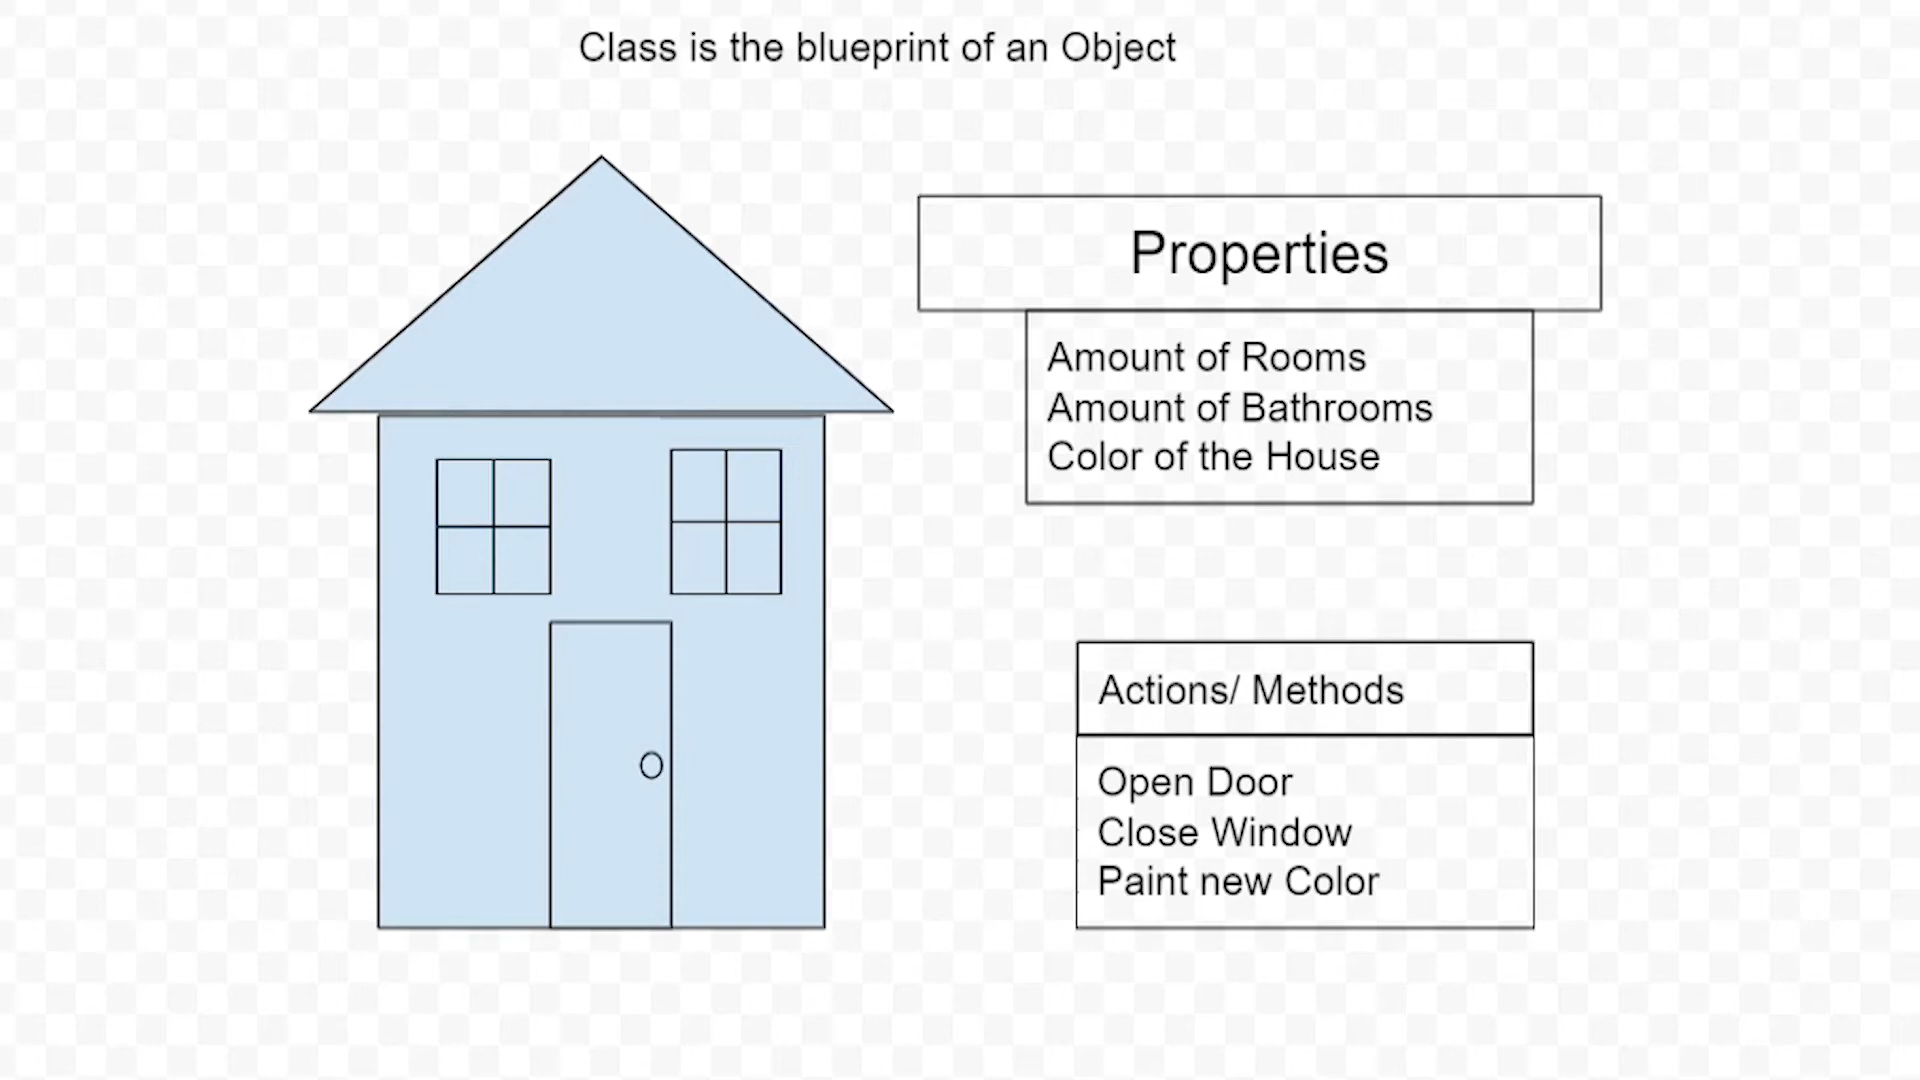 Class is the blueprint of an Object
Properties
Amount of Rooms
Amount of Bathrooms
Color of the House
Actions/ Methods
Open Door
Close Window
Paint new Color